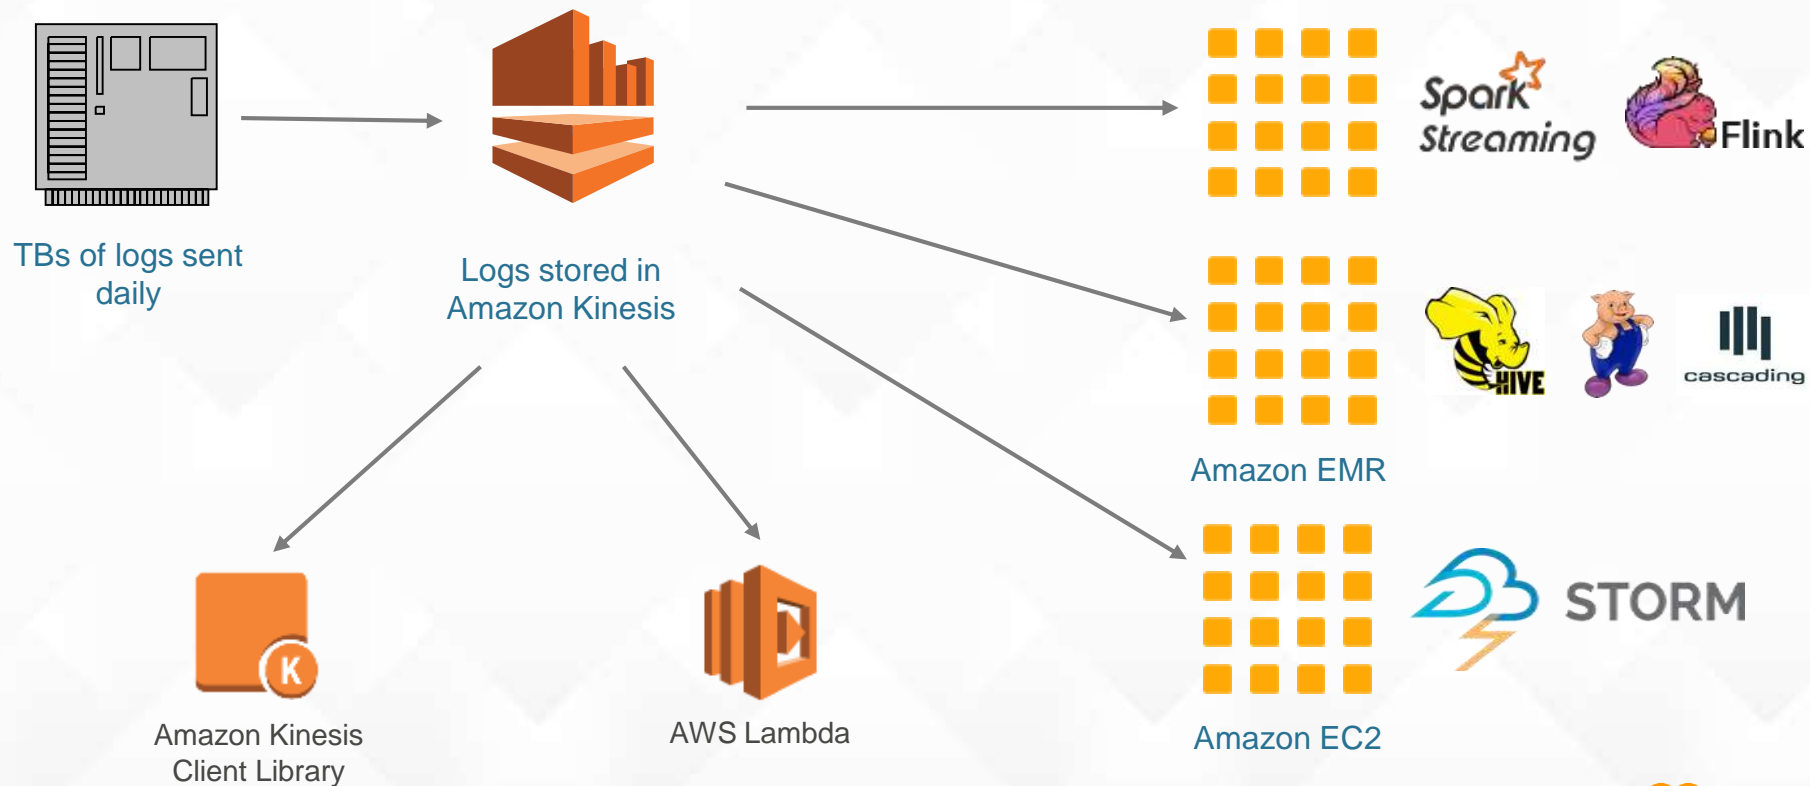 TBs of logs sent
daily
Logs stored in
Amazon Kinesis
Spark
Streaming
Flink
HIVE
cascading
Amazon EMR
STORM
Amazon EC2
K
Amazon Kinesis
Client Library
AWS Lambda